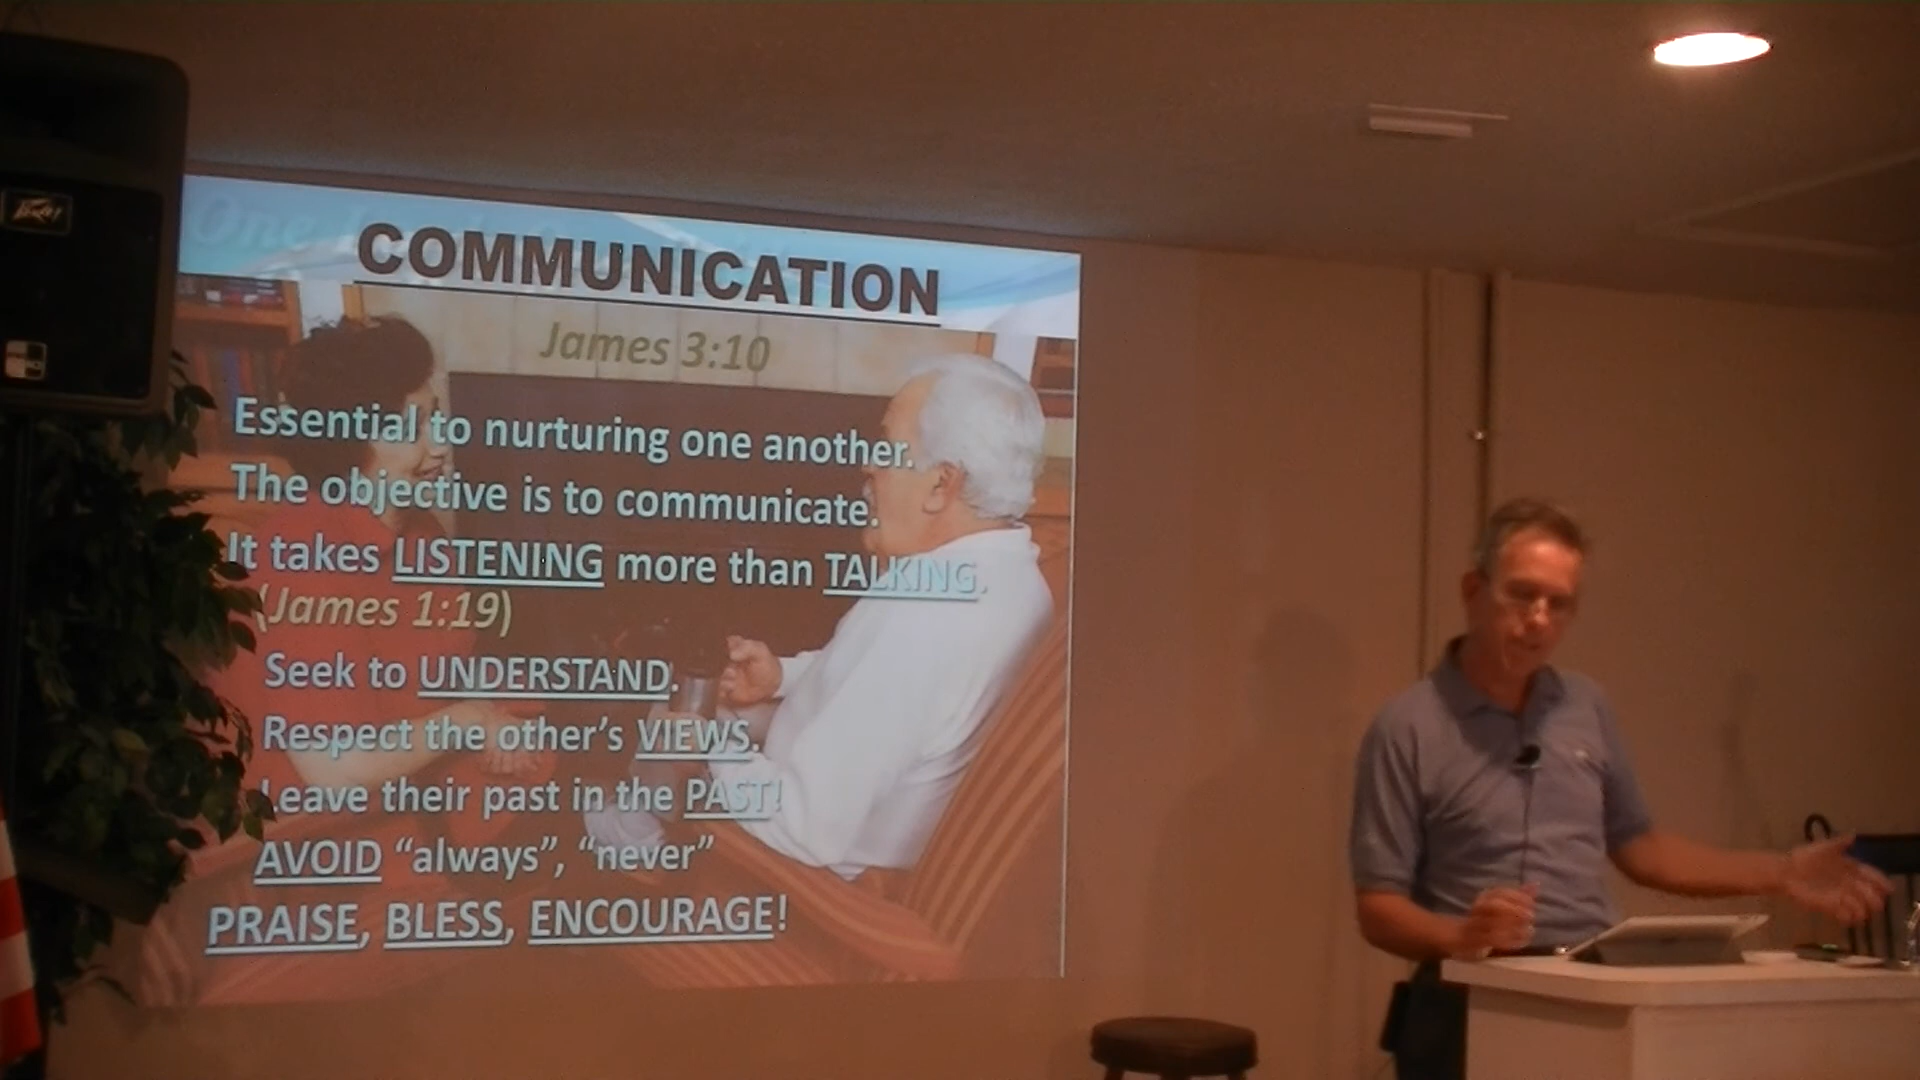 PEAVEY
One
COMMUNICATION
James 3:10
Essential to nurturing one another.
The objective is to communicate.
It takes LISTENING more than TALKING.
(James 1:19)
Seek to UNDERSTAND.
Respect the other's VIEWS.
Leave their past in the PAST!
AVOID “always”, “never”
PRAISE, BLESS, ENCOURAGE!